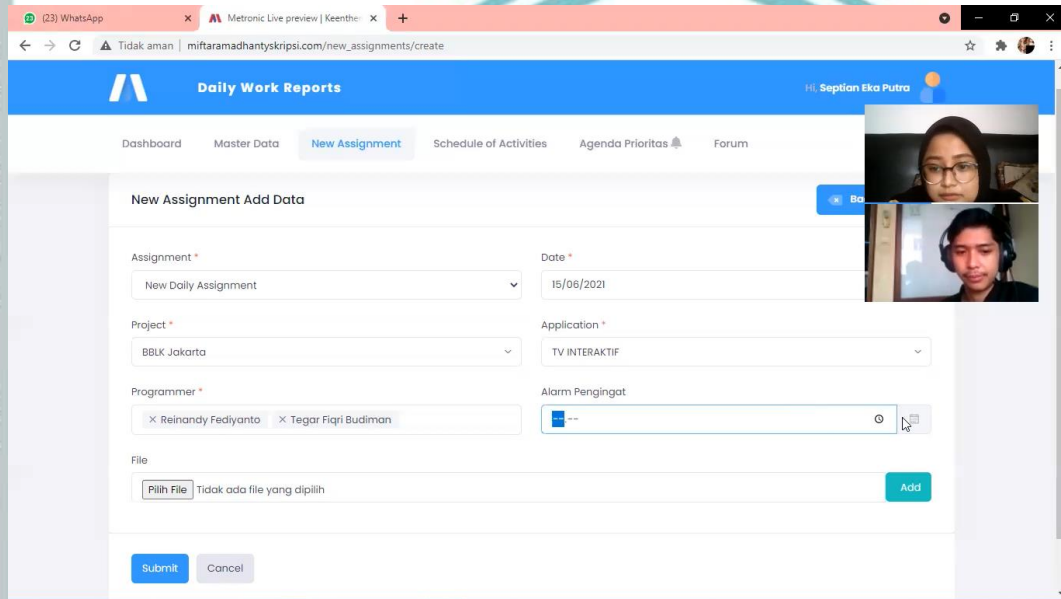 (23) WhatsApp
Metronic Live preview | Keenthe
Tidak aman | miftaramadhantyskripsi.com/new_assignments/create
Daily Work Reports
Hi, Septian Eka Putra
Dashboard Master Data New Assignment Schedule of Activities Agenda Prioritas Forum
New Assignment Add Data
Ba
Assignment * Date *
New Daily Assignment 15/06/2021
Project * Application *
BBLK Jakarta TV INTERAKTIF
Programmer * Alarm Pengingat
× Reinandy Fediyanto × Tegar Fiqri Budiman --.--
File
Pilih File Tidak ada file yang dipilih Add
Submit Cancel